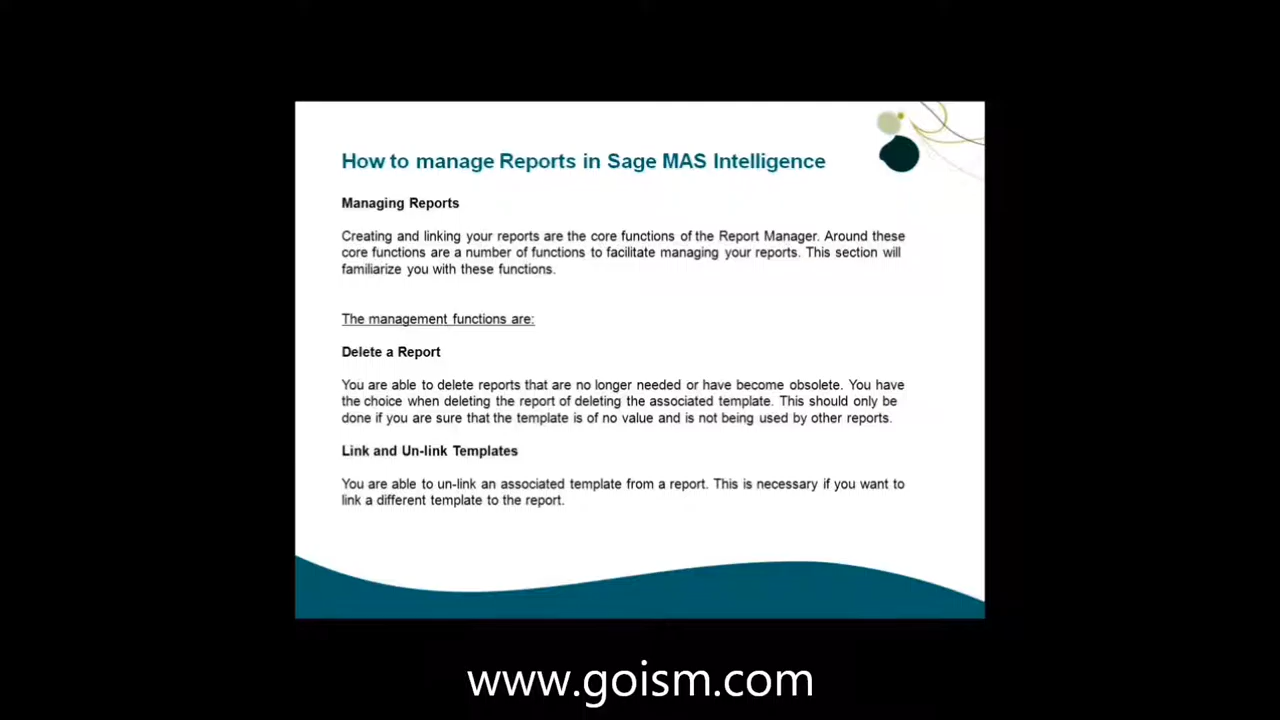 How to manage Reports in Sage MAS Intelligence
Managing Reports
Creating and linking your reports are the core functions of the Report Manager. Around these
core functions are a number of functions to facilitate managing your reports. This section will
familiarize you with these functions.
The management functions are:
Delete a Report
You are able to delete reports that are no longer needed or have become obsolete. You have
the choice when deleting the report of deleting the associated template. This should only be
done if you are sure that the template is of no value and is not being used by other reports.
Link and Un-link Templates
You are able to un-link an associated template from a report. This is necessary if you want to
link a different template to the report.
www.goism.com